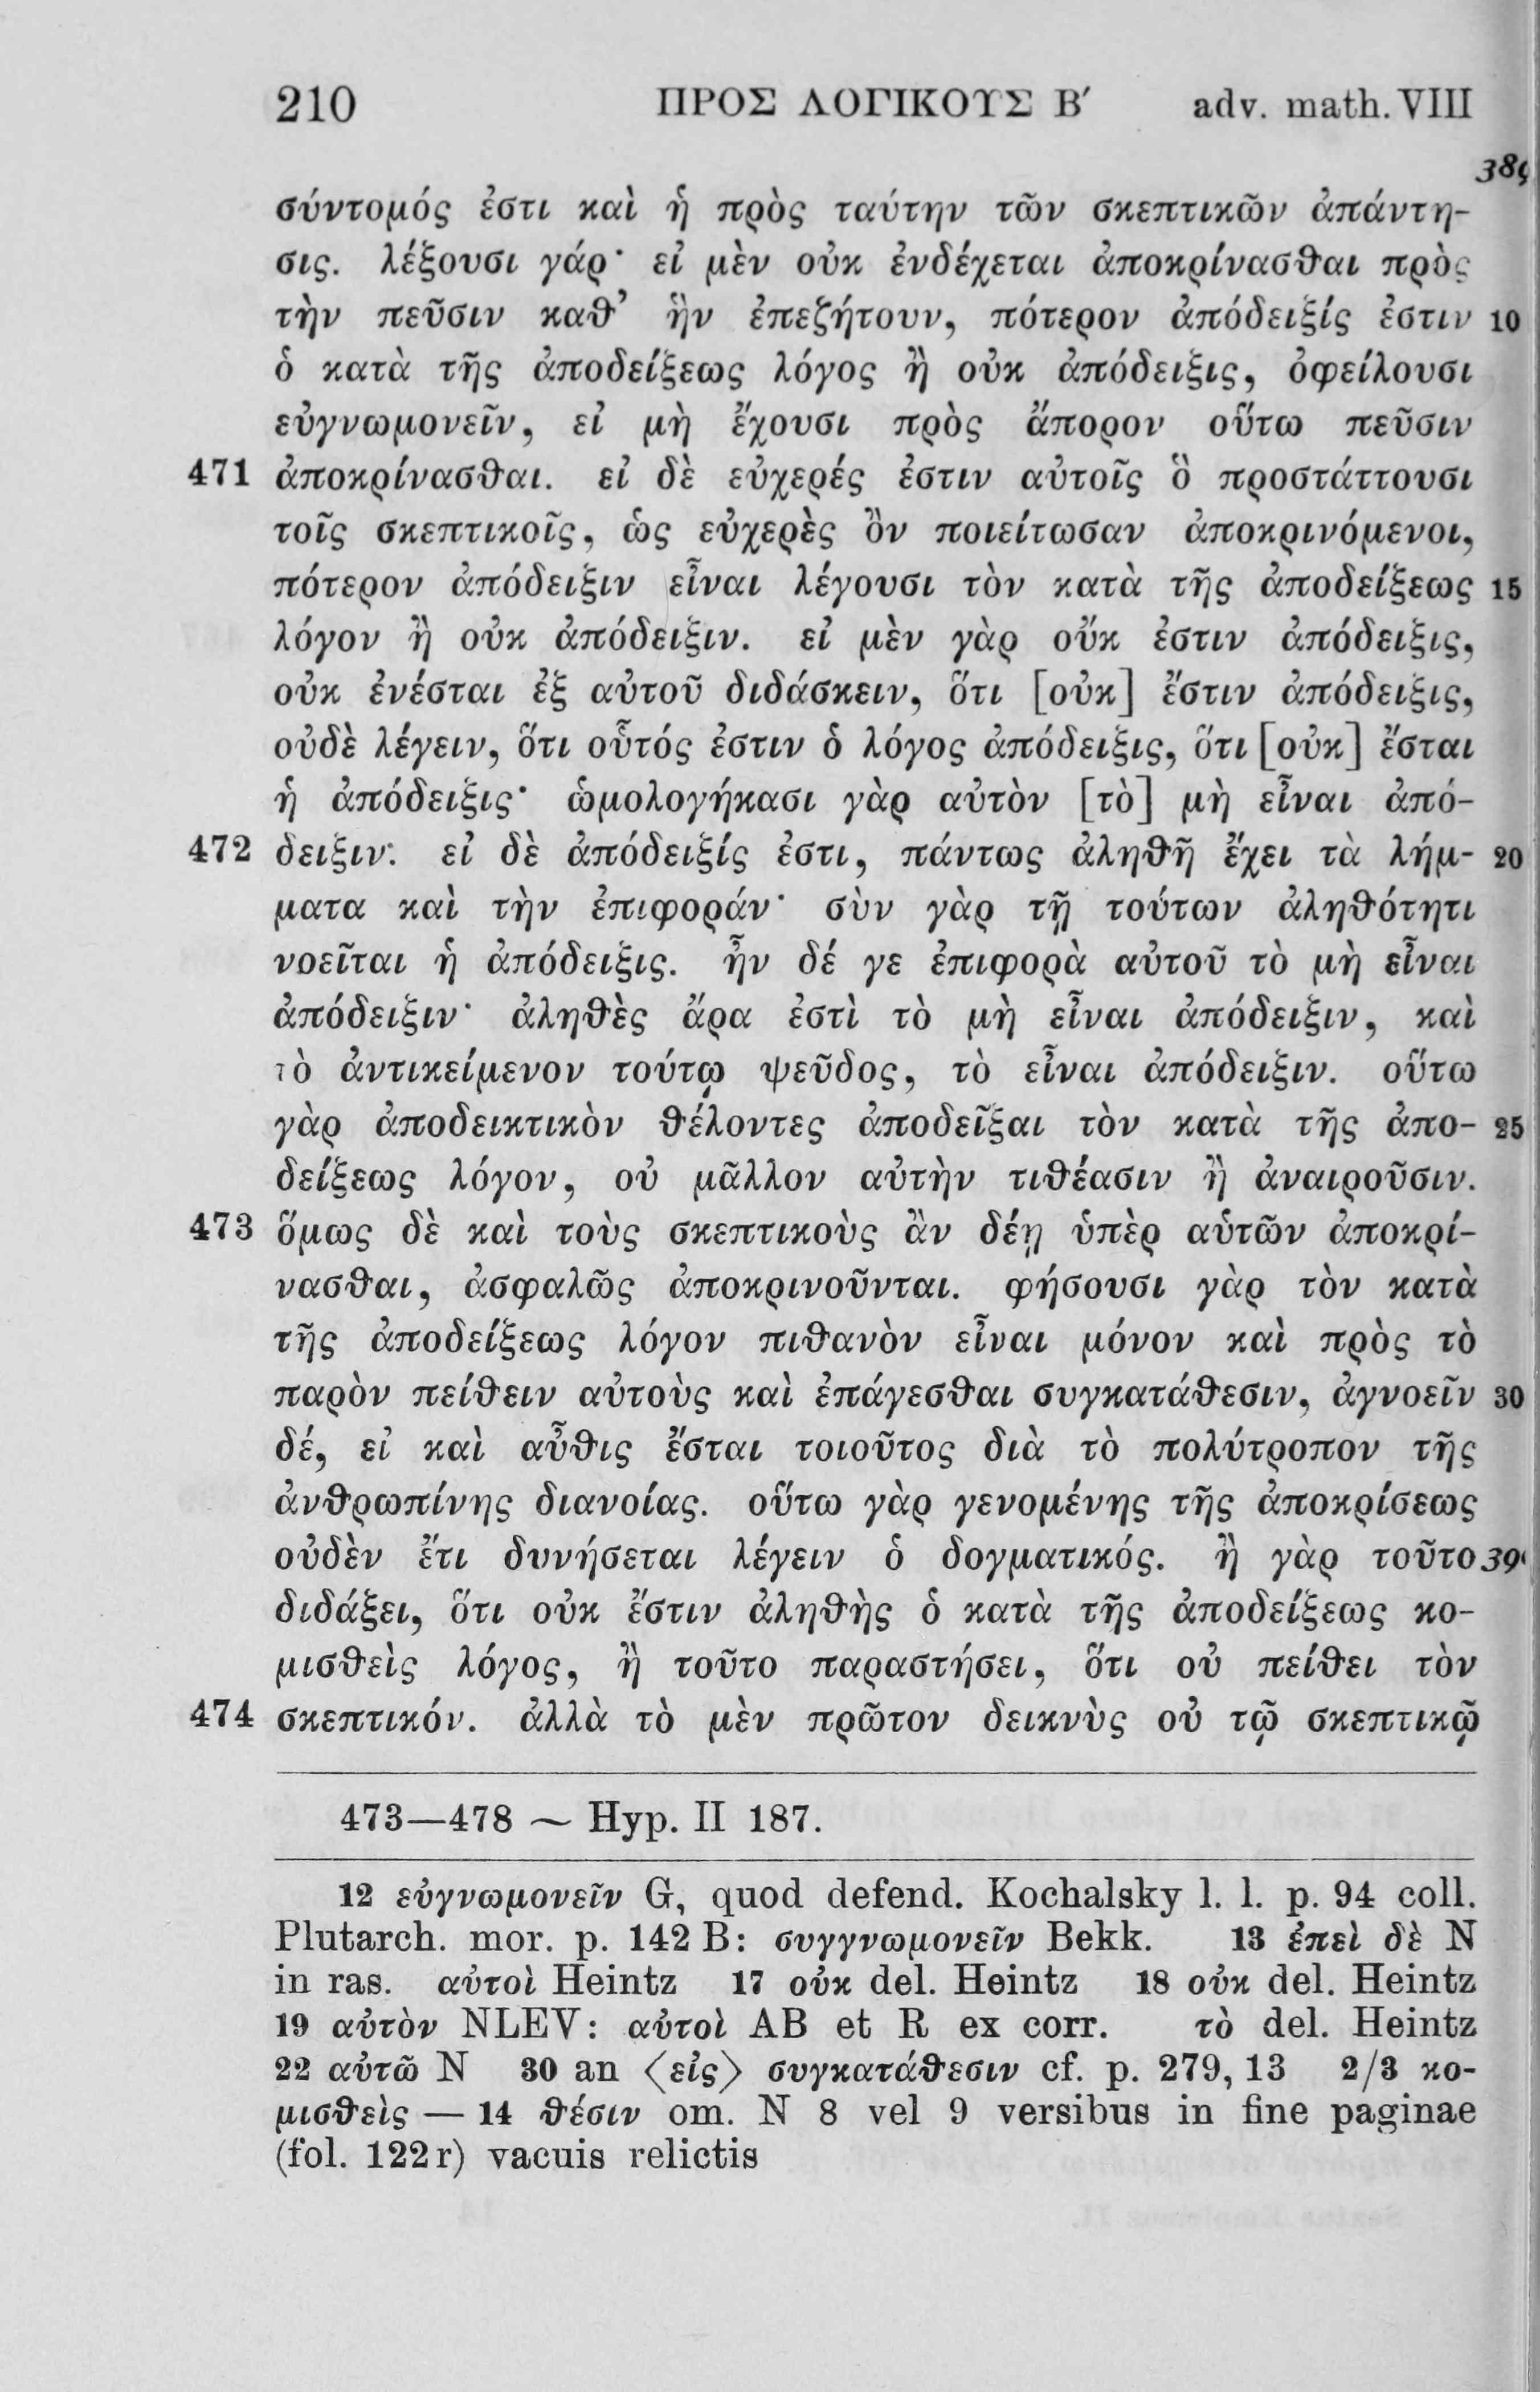 210 ΠΡΟΣ ΛΟΓΙΚΟΥΣ Β′ adv. math. VIII
389
σύντομός ἐστι καὶ ἡ πρὸς ταύτην τῶν σκεπτικῶν ἀπάντη-
σις. λέξουσι γάρ· εἰ μὲν οὐκ ἐνδέχεται ἀποκρίνασθαι πρὸς
τὴν πεῦσιν καθ’ ἣν ἐπεζήτουν, πότερον ἀπόδειξίς ἐστιν 10
ὁ κατὰ τῆς ἀποδείξεως λόγος ἢ οὐκ ἀπόδειξις, ὀφείλουσι
εὐγνωμονεῖν, εἰ μὴ ἔχουσι πρὸς ἄπορον οὕτω πεῦσιν
471 ἀποκρίνασθαι. εἰ δὲ εὐχερές ἐστιν αὐτοῖς ὃ προστάττουσι
τοῖς σκεπτικοῖς, ὡς εὐχερὲς ὂν ποιείτωσαν ἀποκρινόμενοι,
πότερον ἀπόδειξιν εἶναι λέγουσι τὸν κατὰ τῆς ἀποδείξεως 15
λόγον ἢ οὐκ ἀπόδειξιν. εἰ μὲν γὰρ οὔκ ἐστιν ἀπόδειξις,
οὐκ ἐνέσται ἐξ αὐτοῦ διδάσκειν, ὅτι [οὐκ] ἔστιν ἀπόδειξις,
οὐδὲ λέγειν, ὅτι οὗτός ἐστιν ὁ λόγος ἀπόδειξις, ὅτι [οὐκ] ἔσται
ἡ ἀπόδειξις· ὡμολογήκασι γὰρ αὐτὸν [τὸ] μὴ εἶναι ἀπό-
472 δειξιν. εἰ δὲ ἀπόδειξίς ἐστι, πάντως ἀληθῆ ἔχει τὰ λήμ- 20
ματα καὶ τὴν ἐπιφοράν· σὺν γὰρ τῇ τούτων ἀληθότητι
νοεῖται ἡ ἀπόδειξις. ἦν δέ γε ἐπιφορὰ αὐτοῦ τὸ μὴ εἶναι
ἀπόδειξιν· ἀληθὲς ἄρα ἐστὶ τὸ μὴ εἶναι ἀπόδειξιν, καὶ
τὸ ἀντικείμενον τούτῳ ψεῦδος, τὸ εἶναι ἀπόδειξιν. οὕτω
γὰρ ἀποδεικτικὸν θέλοντες ἀποδεῖξαι τὸν κατὰ τῆς ἀπο- 25
δείξεως λόγον, οὐ μᾶλλον αὐτὴν τιθέασιν ἢ ἀναιροῦσιν.
473 ὅμως δὲ καὶ τοὺς σκεπτικοὺς ἂν δέῃ ὑπὲρ αὑτῶν ἀποκρί-
νασθαι, ἀσφαλῶς ἀποκρινοῦνται. φήσουσι γὰρ τὸν κατὰ
τῆς ἀποδείξεως λόγον πιθανὸν εἶναι μόνον καὶ πρὸς τὸ
παρὸν πείθειν αὐτοὺς καὶ ἐπάγεσθαι συγκατάθεσιν, ἀγνοεῖν 30
δέ, εἰ καὶ αὖθις ἔσται τοιοῦτος διὰ τὸ πολύτροπον τῆς
ἀνθρωπίνης διανοίας. οὕτω γὰρ γενομένης τῆς ἀποκρίσεως
οὐδὲν ἔτι δυνήσεται λέγειν ὁ δογματικός. ἢ γὰρ τοῦτο
διδάξει, ὅτι οὐκ ἔστιν ἀληθὴς ὁ κατὰ τῆς ἀποδείξεως κο-
μισθεὶς λόγος, ἢ τοῦτο παραστήσει, ὅτι οὐ πείθει τὸν
474 σκεπτικόν. ἀλλὰ τὸ μὲν πρῶτον δεικνὺς οὐ τῷ σκεπτικῷ
473—478 ~ Hyp. II 187.
12 εὐγνωμονεῖν G, quod defend. Kochalsky l. l. p. 94 coll.
Plutarch. mor. p. 142 B: συγγνωμονεῖν Bekk. 13 ἐπεὶ δὲ N
in ras. αὐτοὶ Heintz 17 οὐκ del. Heintz 18 οὐκ del. Heintz
19 αὐτὸν NLEV: αὐτοὶ AB et R ex corr. τὸ del. Heintz
22 αὐτῶ N 30 an ⟨εἰς⟩ συγκατάθεσιν cf. p. 279, 13 2/3 κο-
μισθεὶς — 14 θέσιν om. N 8 vel 9 versibus in fine paginae
(fol. 122 r) vacuis relictis